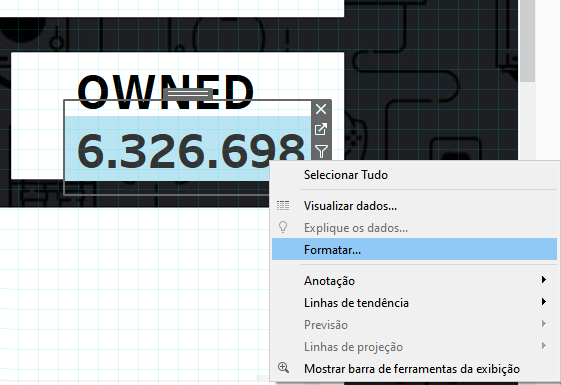 OWNED
6.326.698
Selecionar Tudo
Visualizar dados...
Explique os dados...
Formatar...
Anotação
Linhas de tendência
Previsão
Linhas de projeção
Mostrar barra de ferramentas da exibição